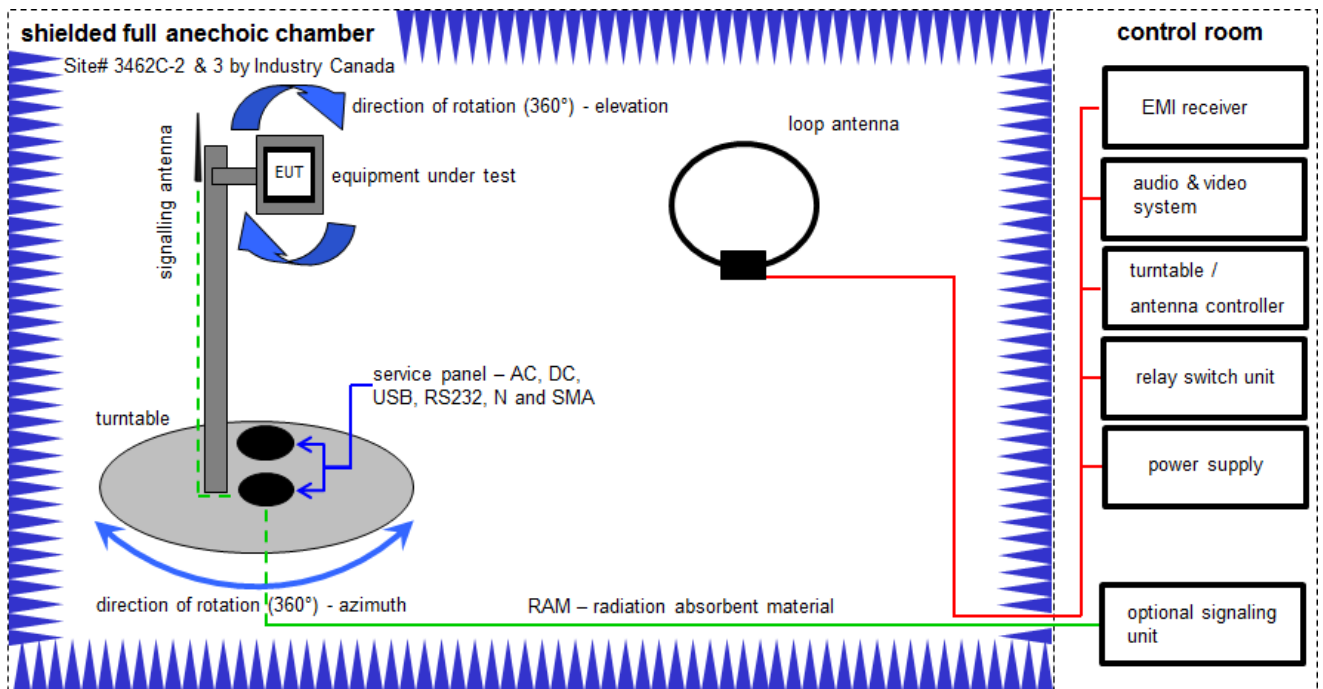 shielded full anechoic chamber
Site# 3462C-2 & 3 by Industry Canada
direction of rotation (360°) - elevation
signalling antenna
EUT
equipment under test
loop antenna
service panel – AC, DC,
USB, RS232, N and SMA
turntable
direction of rotation (360°) - azimuth
RAM – radiation absorbent material
control room
EMI receiver
audio & video
system
turntable /
antenna controller
relay switch unit
power supply
optional signaling
unit